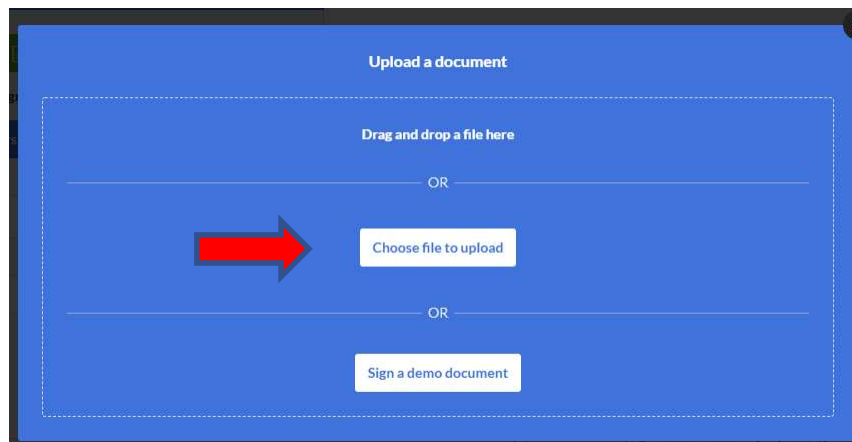 Upload a document
Drag and drop a file here
OR
Choose file to upload
OR
Sign a demo document